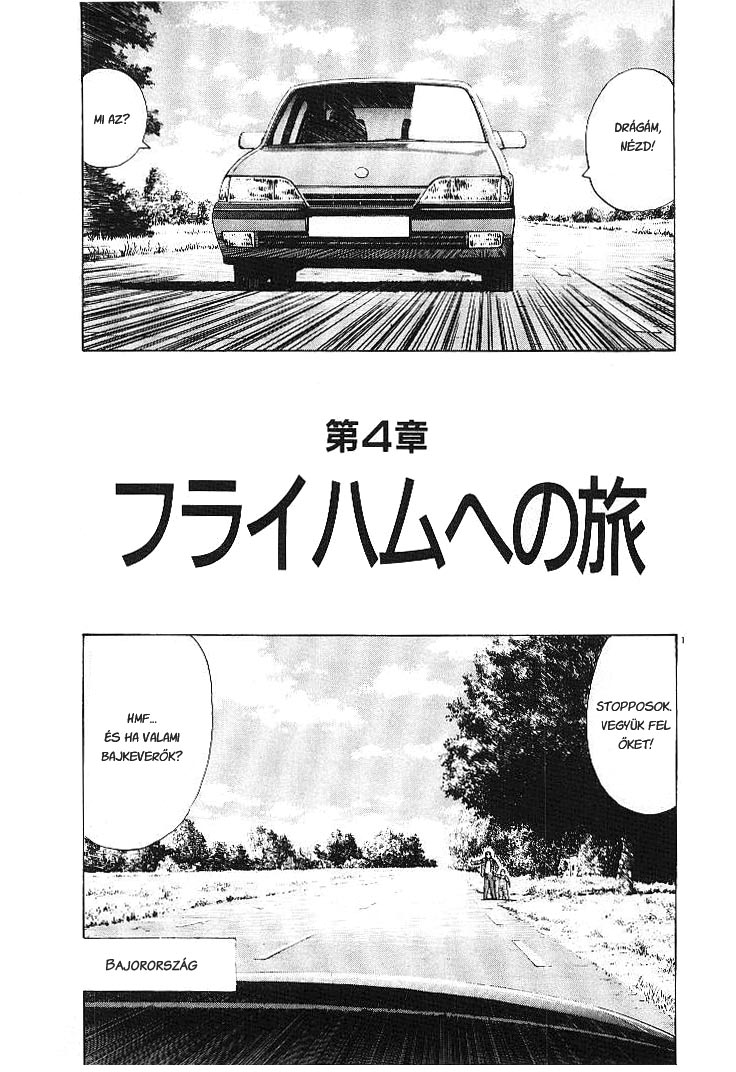 DRÁGÁM,
NÉZD!
MI AZ?
第4章
フライハムへの旅
1
STOPPOSOK.
VEGYÜK FEL
ŐKET!
HMF...
ÉS HA VALAMI
BAJKEVERŐK?
BAJORORSZÁG